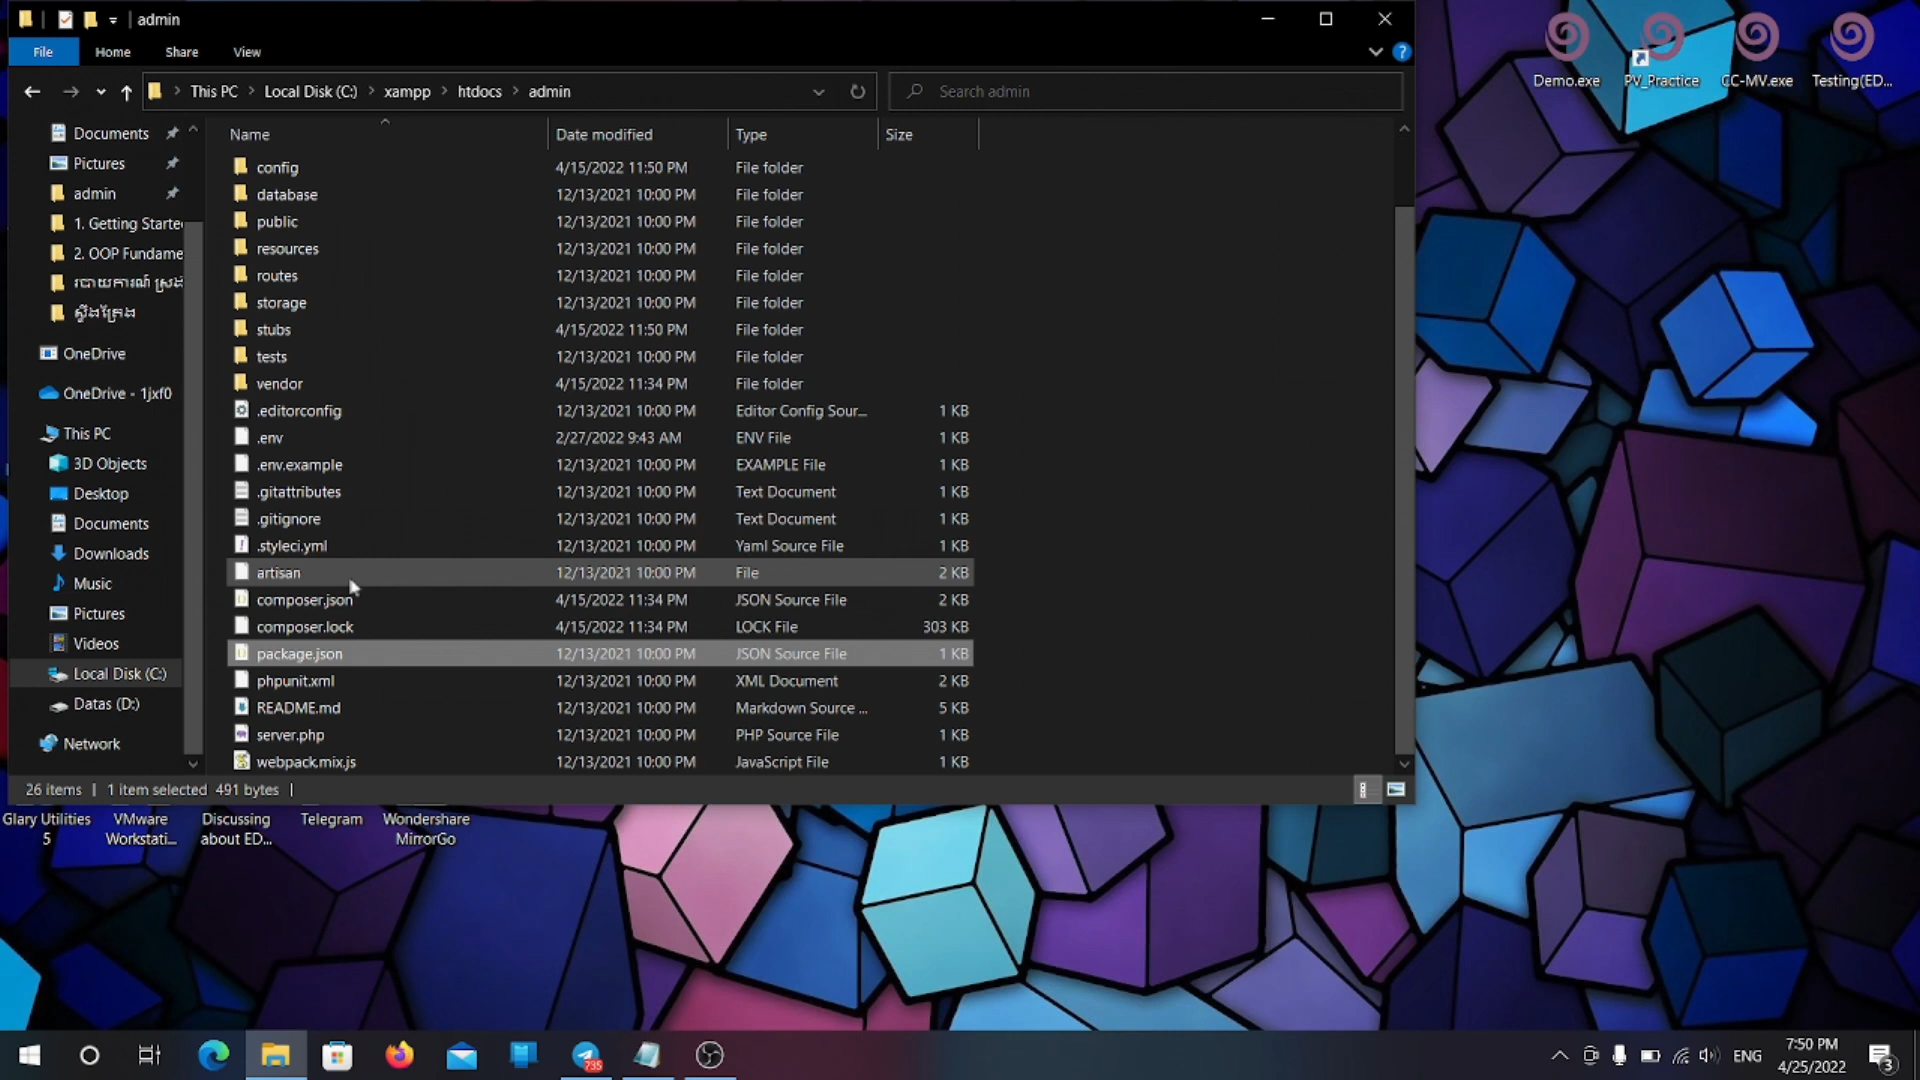 admin
File Home Share View
This PC Local Disk (C:) xampp htdocs admin Search admin
Name Date modified Type Size
Documents
Pictures
admin
1. Getting Starte
2. OOP Fundame
របាយការណ៍ ស្រង់
ស្ទឹងត្រែង
OneDrive
OneDrive - 1jxf0
This PC
3D Objects
Desktop
Documents
Downloads
Music
Pictures
Videos
Local Disk (C:)
Datas (D:)
Network
config 4/15/2022 11:50 PM File folder
database 12/13/2021 10:00 PM File folder
public 12/13/2021 10:00 PM File folder
resources 12/13/2021 10:00 PM File folder
routes 12/13/2021 10:00 PM File folder
storage 12/13/2021 10:00 PM File folder
stubs 4/15/2022 11:50 PM File folder
tests 12/13/2021 10:00 PM File folder
vendor 4/15/2022 11:34 PM File folder
.editorconfig 12/13/2021 10:00 PM Editor Config Sour... 1 KB
.env 2/27/2022 9:43 AM ENV File 1 KB
.env.example 12/13/2021 10:00 PM EXAMPLE File 1 KB
.gitattributes 12/13/2021 10:00 PM Text Document 1 KB
.gitignore 12/13/2021 10:00 PM Text Document 1 KB
.styleci.yml 12/13/2021 10:00 PM Yaml Source File 1 KB
artisan 12/13/2021 10:00 PM File 2 KB
composer.json 4/15/2022 11:34 PM JSON Source File 2 KB
composer.lock 4/15/2022 11:34 PM LOCK File 303 KB
package.json 12/13/2021 10:00 PM JSON Source File 1 KB
phpunit.xml 12/13/2021 10:00 PM XML Document 2 KB
README.md 12/13/2021 10:00 PM Markdown Source ... 5 KB
server.php 12/13/2021 10:00 PM PHP Source File 1 KB
webpack.mix.js 12/13/2021 10:00 PM JavaScript File 1 KB
26 items 1 item selected 491 bytes
Demo.exe PV_Practice CC-MV.exe Testing(ED...
Glary Utilities 5
VMware Workstati...
Discussing about ED...
Telegram
Wondershare MirrorGo
735
ENG
7:50 PM
4/25/2022
3